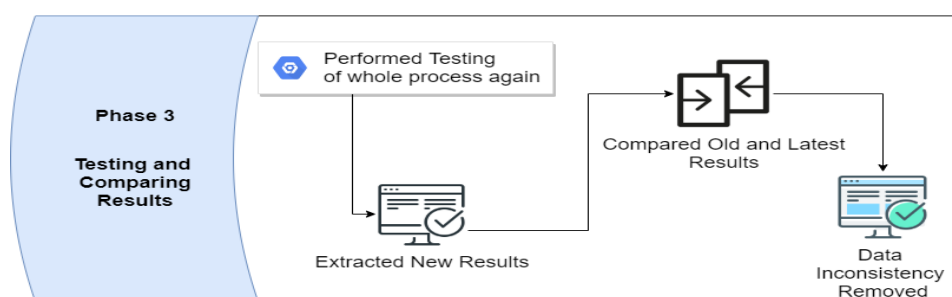 Phase 3
Testing and
Comparing
Results
Performed Testing
of whole process again
Extracted New Results
Compared Old and Latest
Results
Data
Inconsistency
Removed